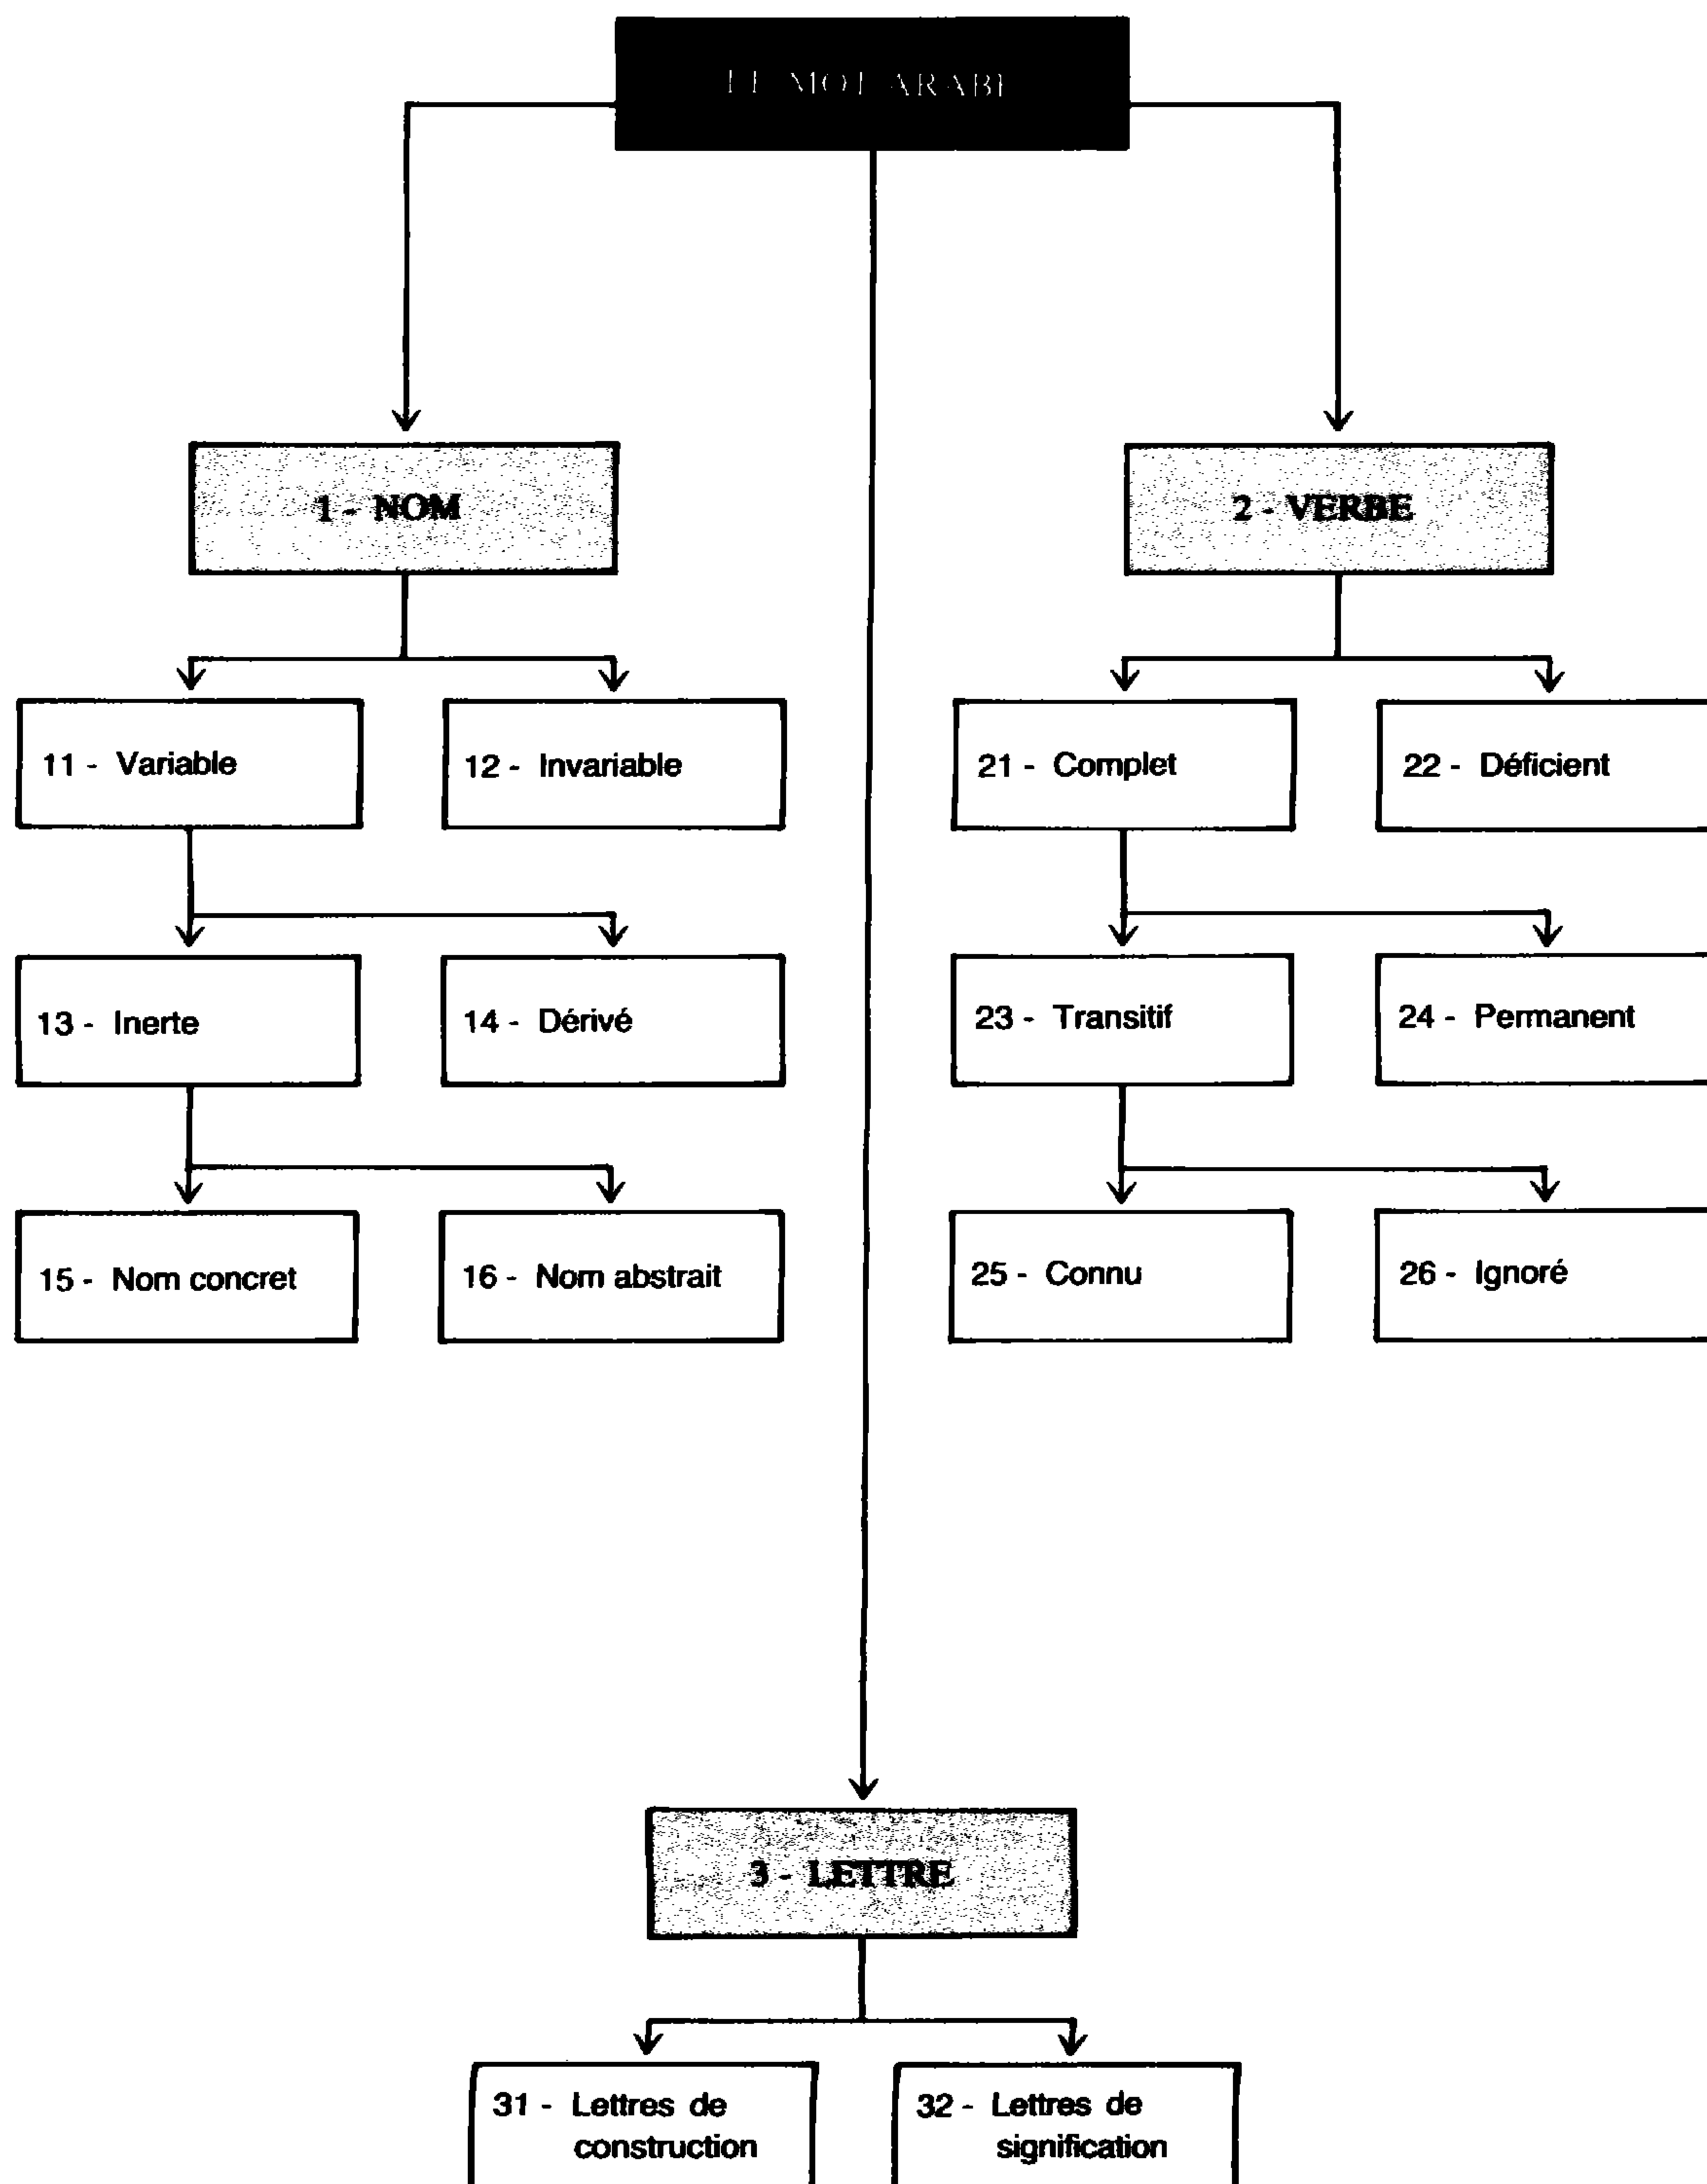 LE MOT ARABE
1 - NOM
2 - VERBE
11 - Variable
12 - Invariable
21 - Complet
22 - Déficient
13 - Inerte
14 - Dérivé
23 - Transitif
24 - Permanent
15 - Nom concret
16 - Nom abstrait
25 - Connu
26 - Ignoré
3 - LETTRE
31 - Lettres de
construction
32 - Lettres de
signification